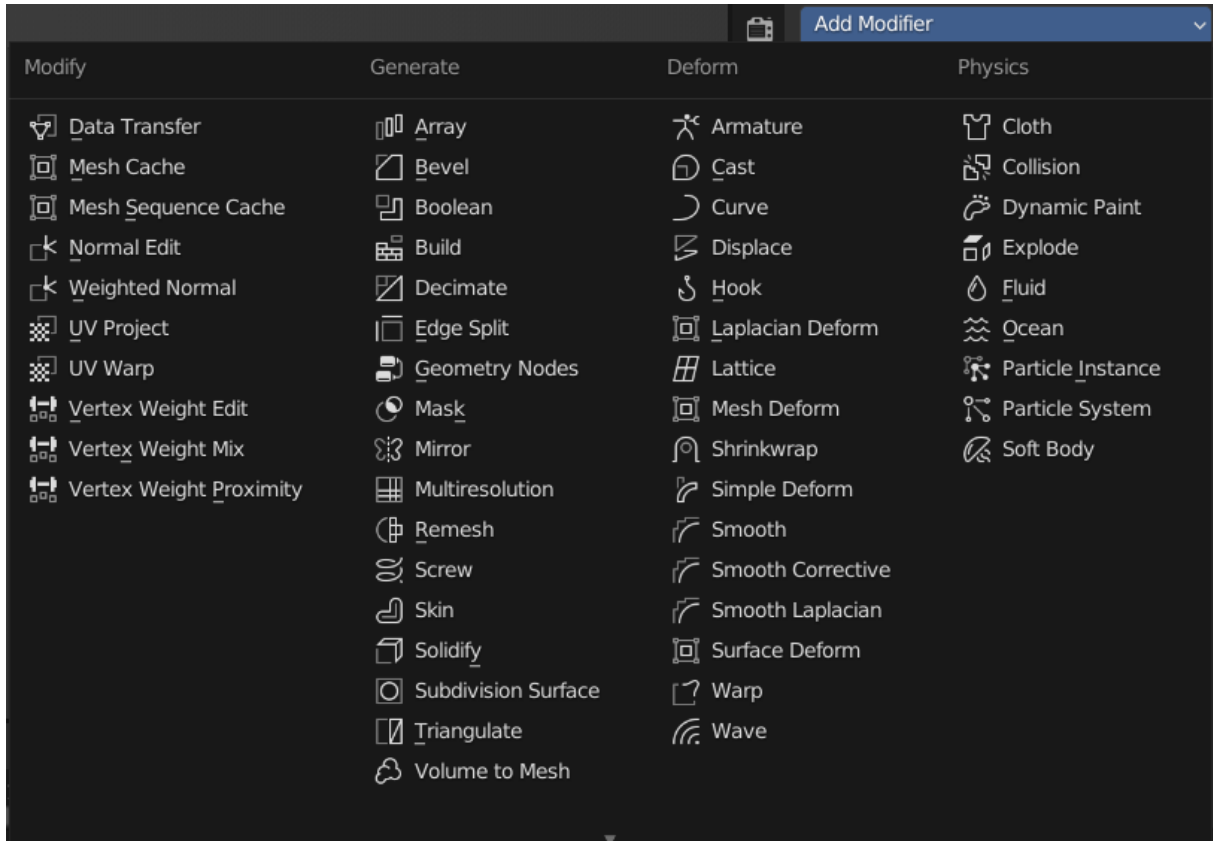 Add Modifier
Modify
Generate
Deform
Physics
Data Transfer
Mesh Cache
Mesh Sequence Cache
Normal Edit
Weighted Normal
UV Project
UV Warp
Vertex Weight Edit
Vertex Weight Mix
Vertex Weight Proximity
Array
Bevel
Boolean
Build
Decimate
Edge Split
Geometry Nodes
Mask
Mirror
Multiresolution
Remesh
Screw
Skin
Solidify
Subdivision Surface
Triangulate
Volume to Mesh
Armature
Cast
Curve
Displace
Hook
Laplacian Deform
Lattice
Mesh Deform
Shrinkwrap
Simple Deform
Smooth
Smooth Corrective
Smooth Laplacian
Surface Deform
Warp
Wave
Cloth
Collision
Dynamic Paint
Explode
Fluid
Ocean
Particle Instance
Particle System
Soft Body